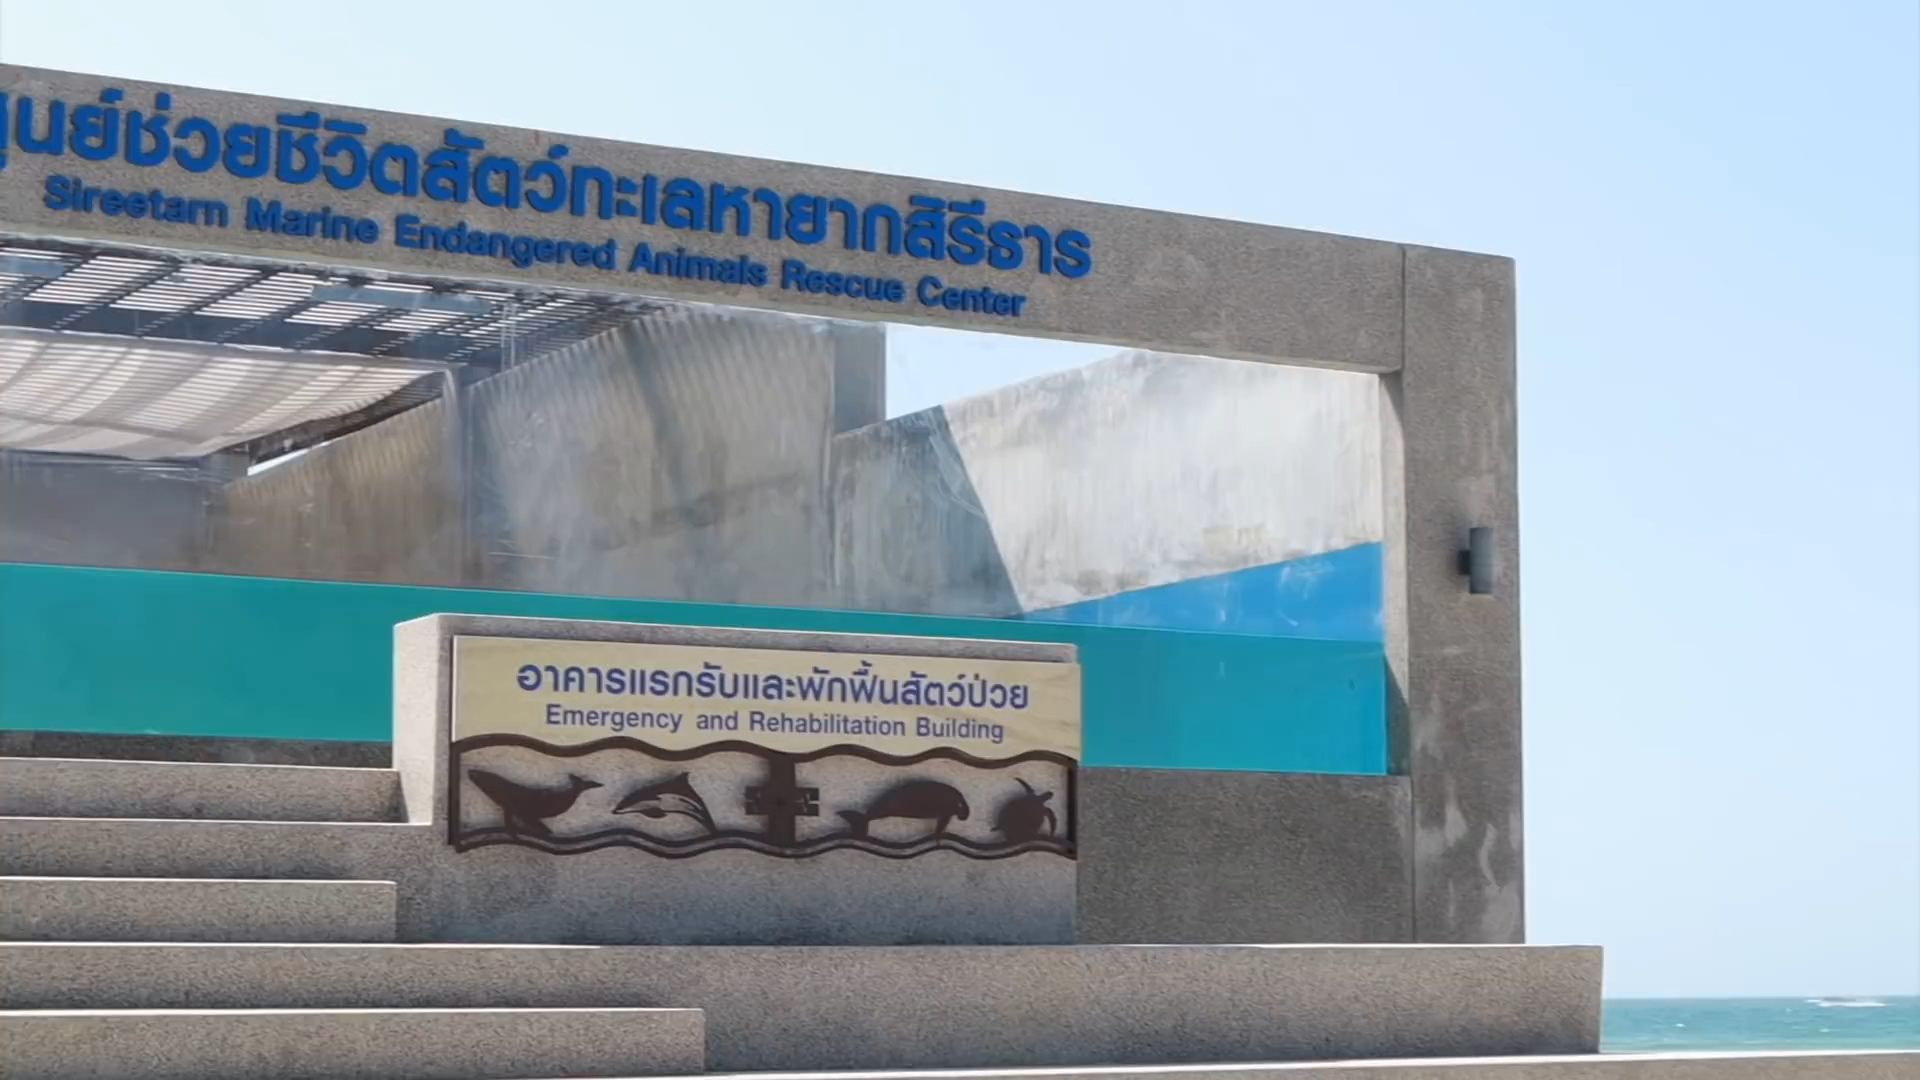 ศูนย์ช่วยชีวิตสัตว์ทะเลหายากสิรีธาร
Sireetarn Marine Endangered Animals Rescue Center
อาคารแรกรับและพักฟื้นสัตว์ป่วย
Emergency and Rehabilitation Building